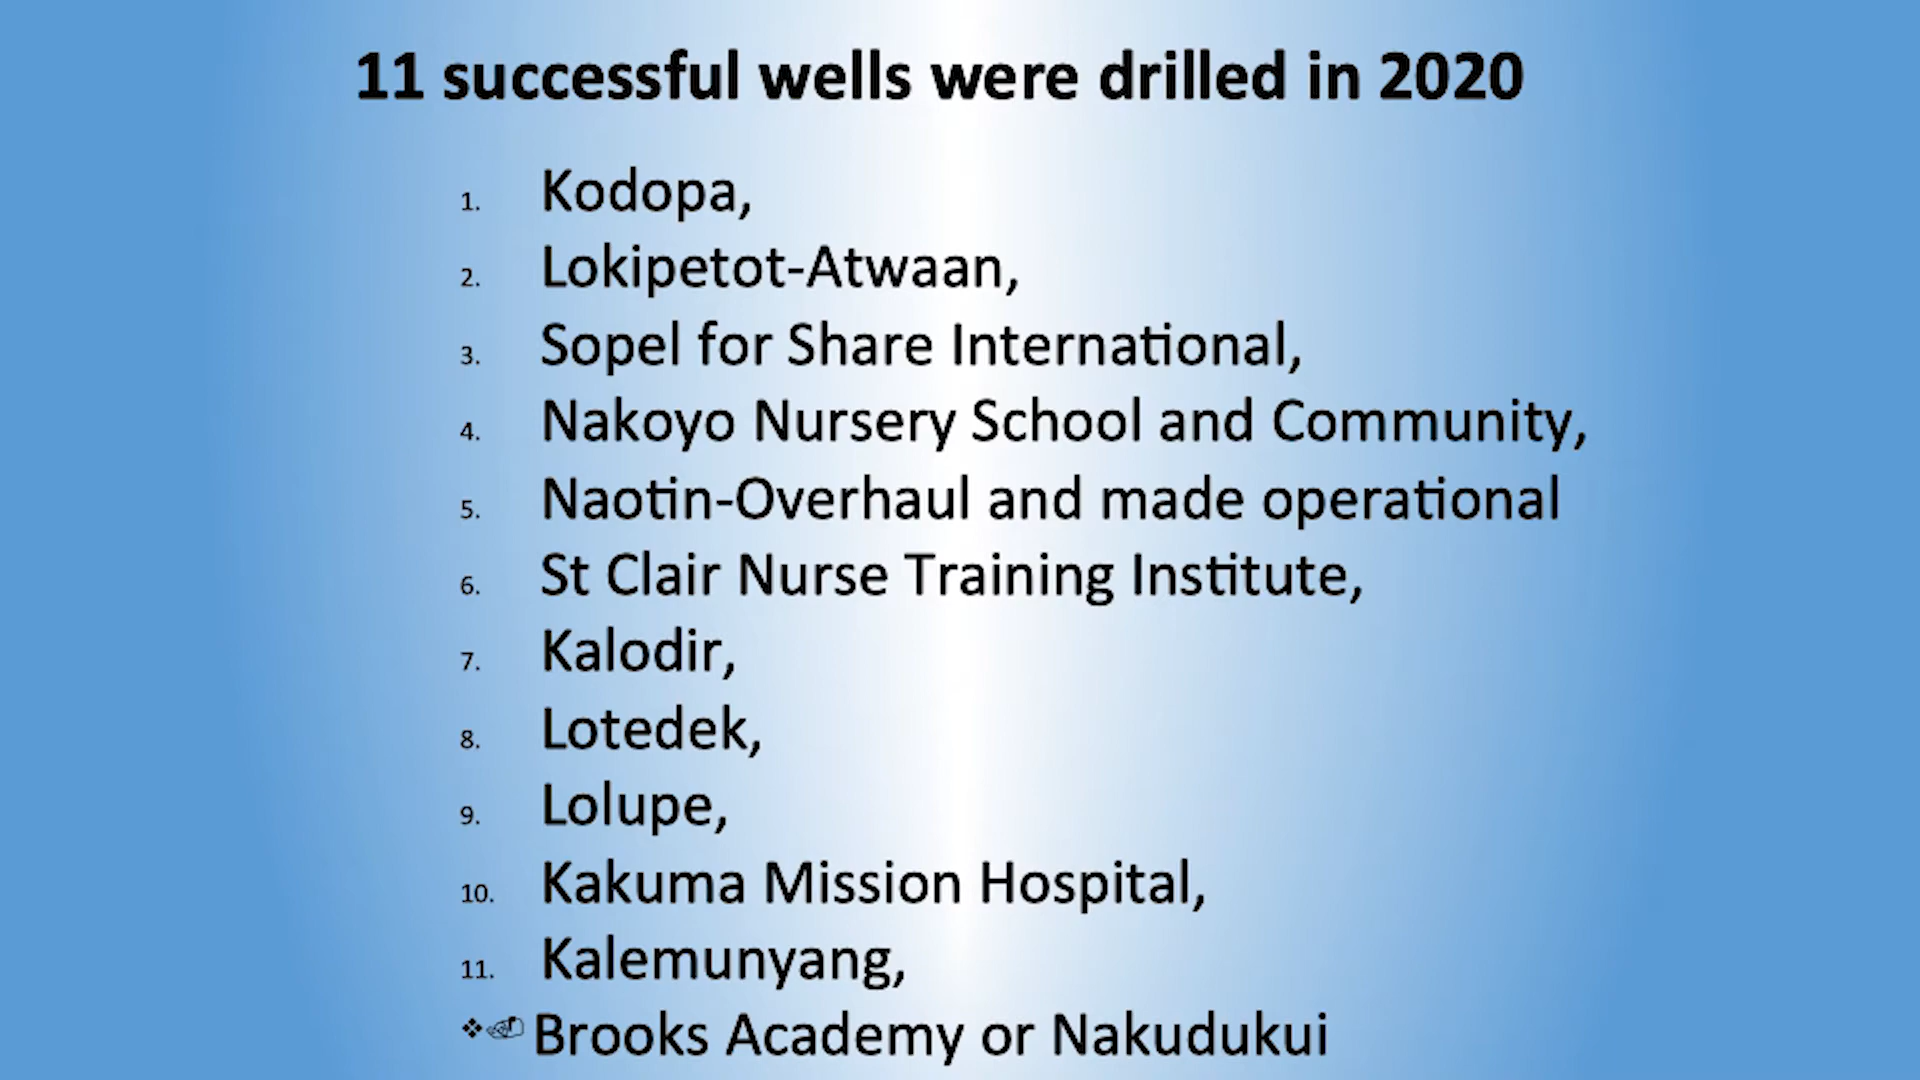 11 successful wells were drilled in 2020
1. Kodopa,
2. Lokipetot-Atwaan,
3. Sopel for Share International,
4. Nakoyo Nursery School and Community,
5. Naotin-Overhaul and made operational
6. St Clair Nurse Training Institute,
7. Kalodir,
8. Lotedek,
9. Lolupe,
10. Kakuma Mission Hospital,
11. Kalemunyang,
❖ Brooks Academy or Nakudukui